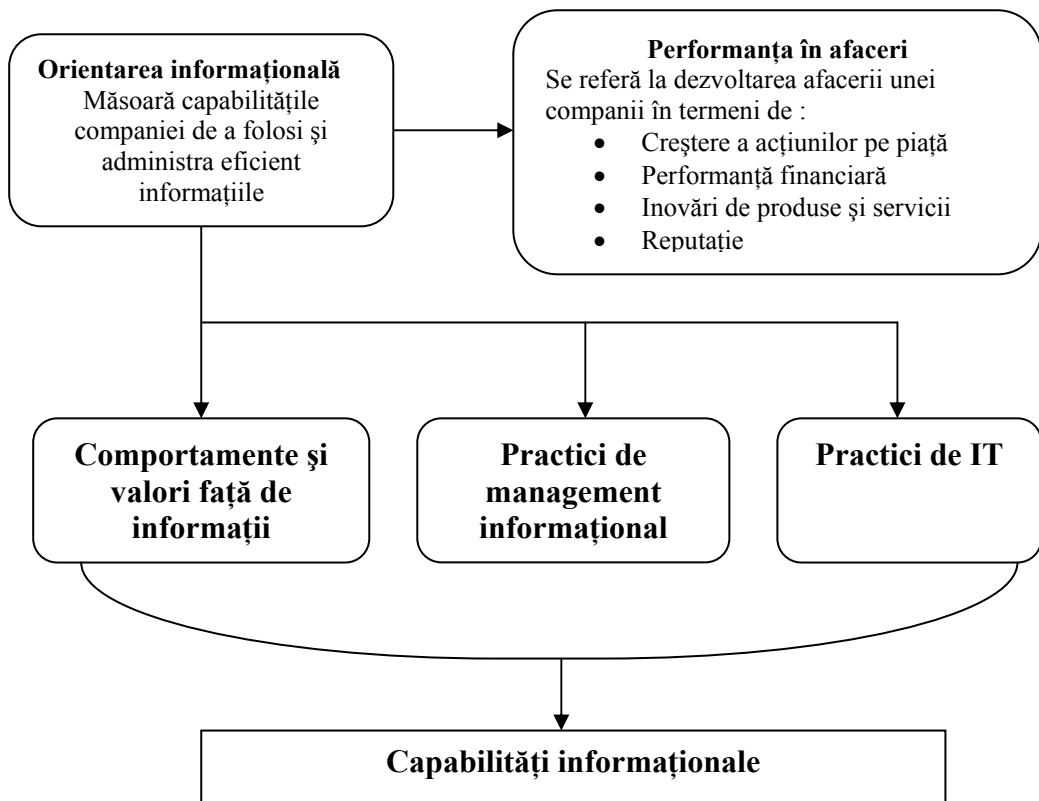 Orientarea informațională
Măsoară capabilitățile
companiei de a folosi şi
administra eficient
informațiile
Performanța în afaceri
Se referă la dezvoltarea afacerii unei
companii în termeni de :
• Creştere a acțiunilor pe piață
• Performanță financiară
• Inovări de produse şi servicii
• Reputație
Comportamente şi
valori față de
informații
Practici de
management
informațional
Practici de IT
Capabilități informaționale